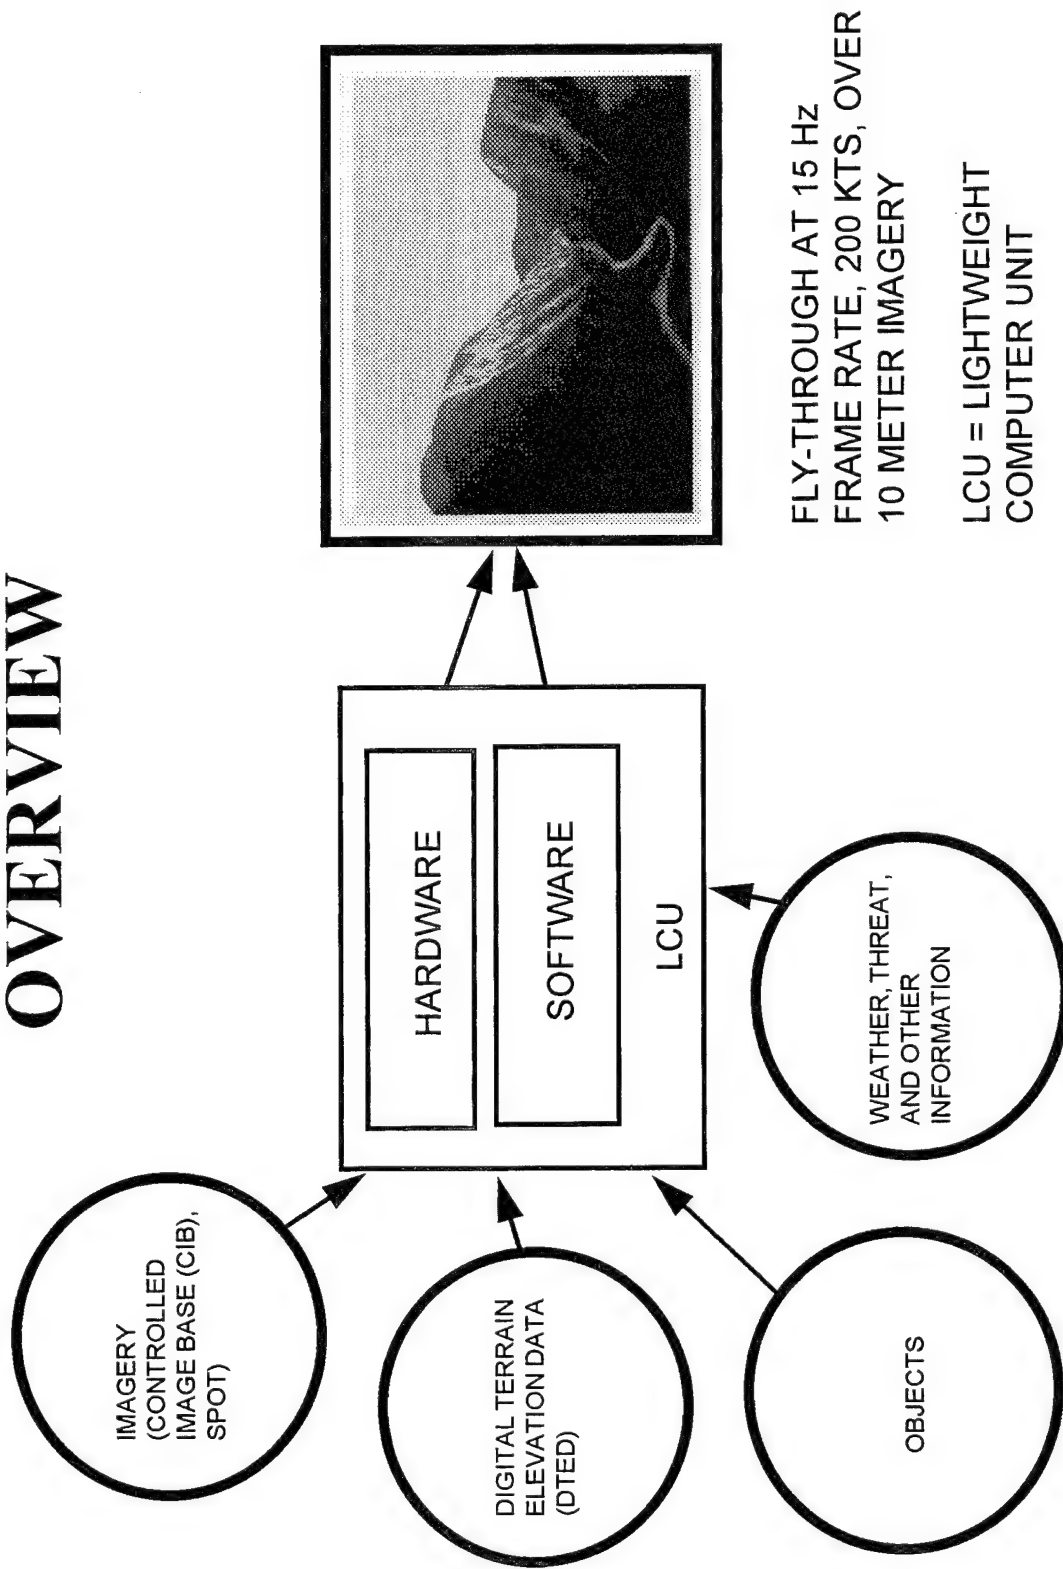 OVERVIEW
IMAGERY
(CONTROLLED
IMAGE BASE (CIB),
SPOT)
DIGITAL TERRAIN
ELEVATION DATA
(DTED)
OBJECTS
WEATHER, THREAT,
AND OTHER
INFORMATION
HARDWARE
SOFTWARE
LCU
FLY-THROUGH AT 15 Hz
FRAME RATE, 200 KTS, OVER
10 METER IMAGERY
LCU = LIGHTWEIGHT
COMPUTER UNIT